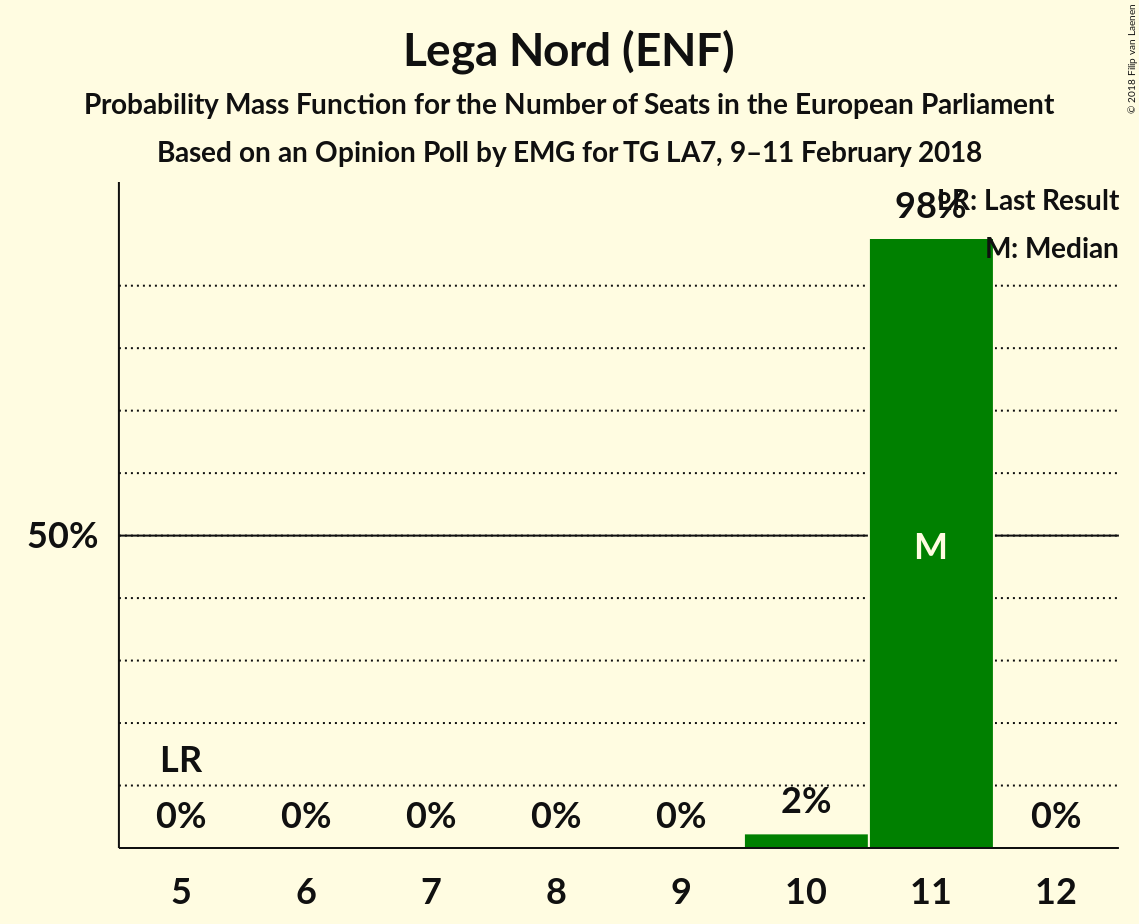 Lega Nord (ENF)
Probability Mass Function for the Number of Seats in the European Parliament
Based on an Opinion Poll by EMG for TG LA7, 9–11 February 2018
© 2018 Filip van Laenen
LR: Last Result
M: Median
98%
50%
M
LR
0% 0% 0% 0% 0% 2% 0%
5 6 7 8 9 10 11 12